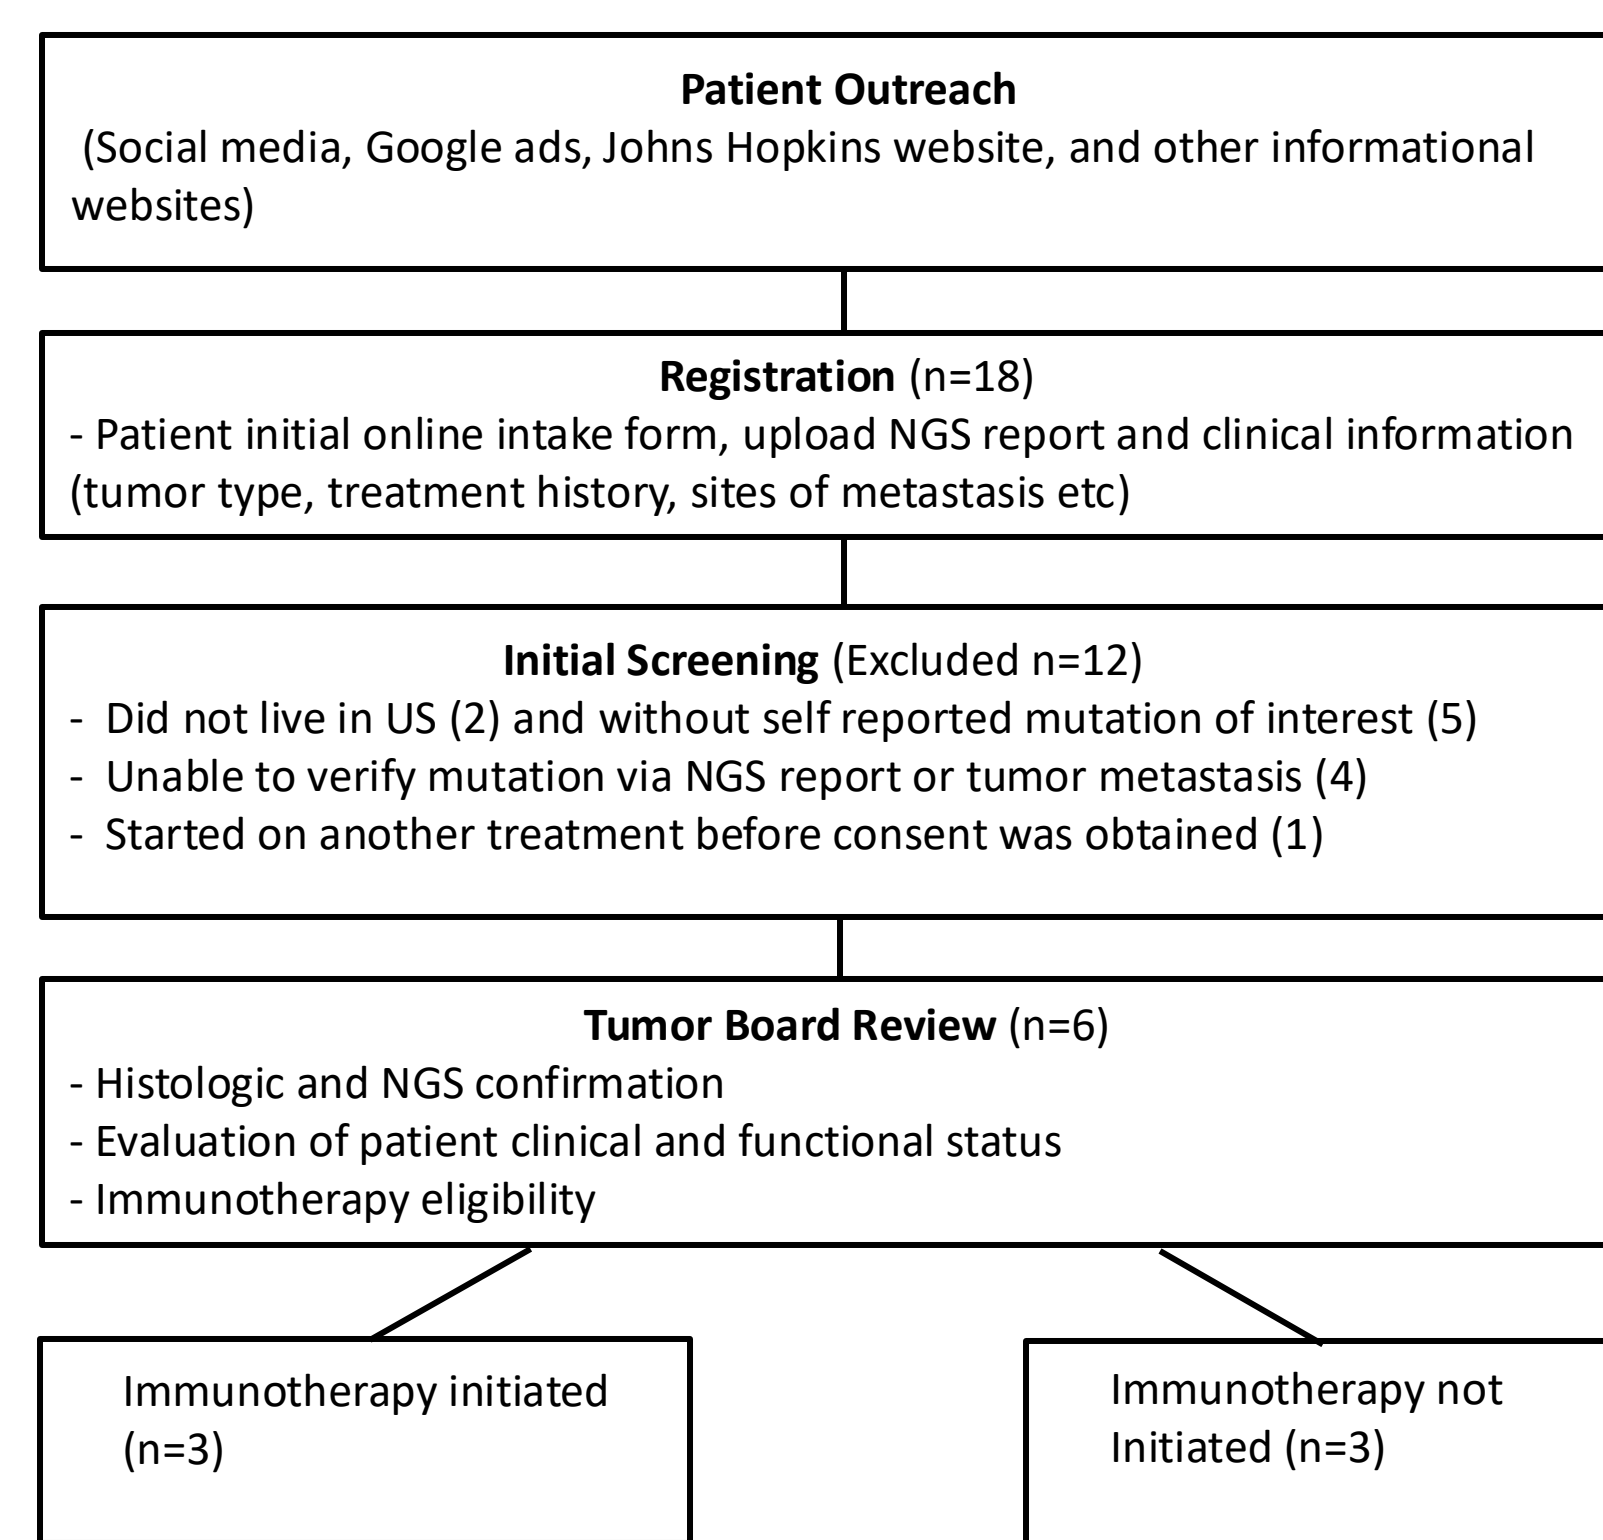 Patient Outreach
(Social media, Google ads, Johns Hopkins website, and other informational
websites)
Registration (n=18)
- Patient initial online intake form, upload NGS report and clinical information
(tumor type, treatment history, sites of metastasis etc)
Initial Screening (Excluded n=12)
- Did not live in US (2) and without self reported mutation of interest (5)
- Unable to verify mutation via NGS report or tumor metastasis (4)
- Started on another treatment before consent was obtained (1)
Tumor Board Review (n=6)
- Histologic and NGS confirmation
- Evaluation of patient clinical and functional status
- Immunotherapy eligibility
Immunotherapy initiated
(n=3)
Immunotherapy not
Initiated (n=3)